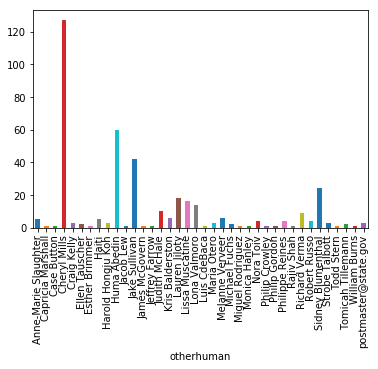 120
100
80
60
40
20
0
Anne-Marie Slaughter
Capricia Marshall
Case Button
Cheryl Mills
Craig Kelly
Ellen Tauscher
Esther Brimmer
Haiti
Harold Hongju Koh
Huma Abedin
Jacob Lew
Jake Sullivan
James McGovern
Jeffrey Farrow
Judith McHale
Kris Balderston
Lauren Jiloty
Lissa Muscatine
Lona Valmoro
Luis CdeBaca
Maria Otero
Melanne Verveer
Michael Fuchs
Miguel Rodriguez
Monica Hanley
Nora Toiv
Philip Crowley
Philip Gordon
Philippe Reines
Rajiv Shah
Richard Verma
Robert Russo
Sidney Blumenthal
Strobe Talbott
Todd Stern
Tomicah Tillemann
William Burns
postmaster@state.gov
otherhuman